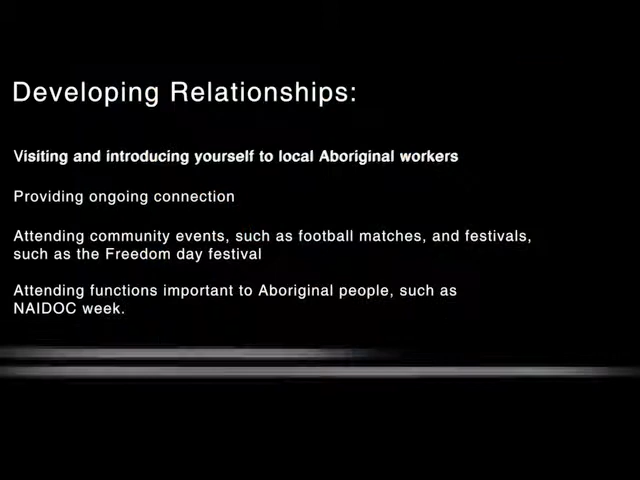 Developing Relationships:
Visiting and introducing yourself to local Aboriginal workers
Providing ongoing connection
Attending community events, such as football matches, and festivals,
such as the Freedom day festival
Attending functions important to Aboriginal people, such as
NAIDOC week.